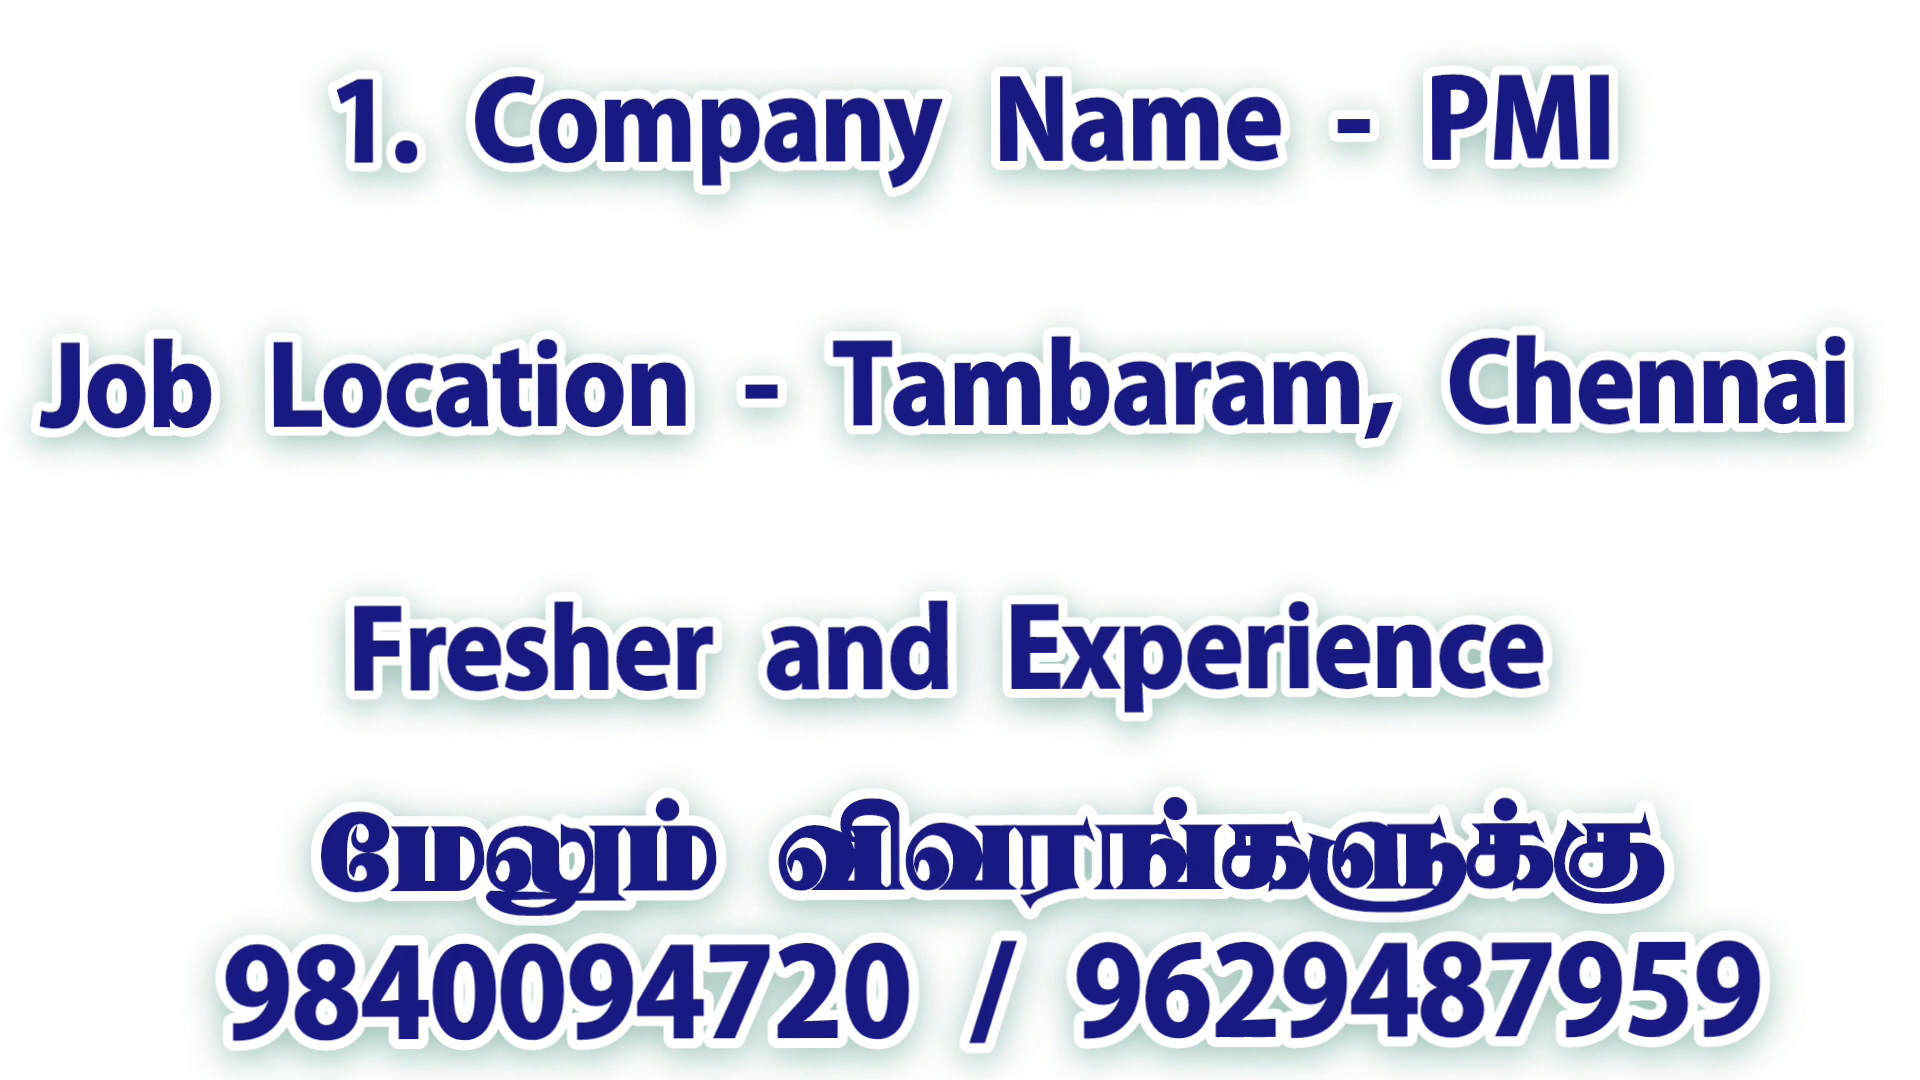 1. Company Name - PMI
Job Location - Tambaram, Chennai
Fresher and Experience
மேலும் விவரங்களுக்கு
9840094720 / 9629487959